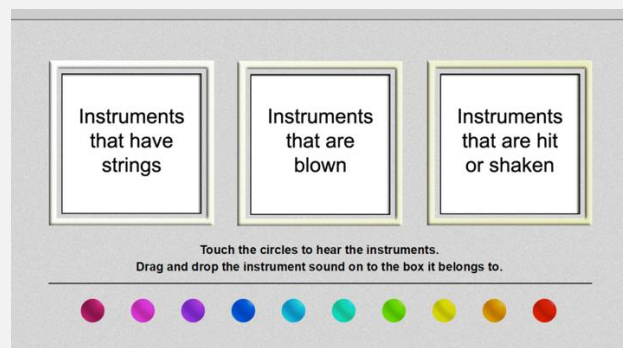 Instruments
that have
strings
Instruments
that are
blown
Instruments
that are hit
or shaken
Touch the circles to hear the instruments.
Drag and drop the instrument sound on to the box it belongs to.